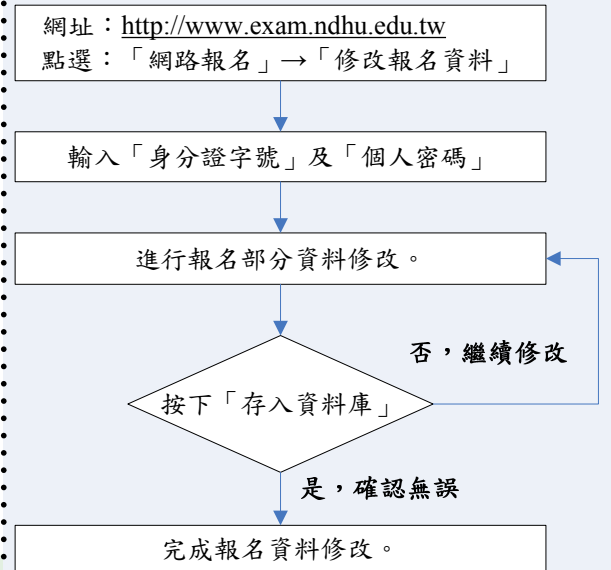 網址：http://www.exam.ndhu.edu.tw
點選：「網路報名」→「修改報名資料」
輸入「身分證字號」及「個人密碼」
進行報名部分資料修改。
否，繼續修改
按下「存入資料庫」
是，確認無誤
完成報名資料修改。